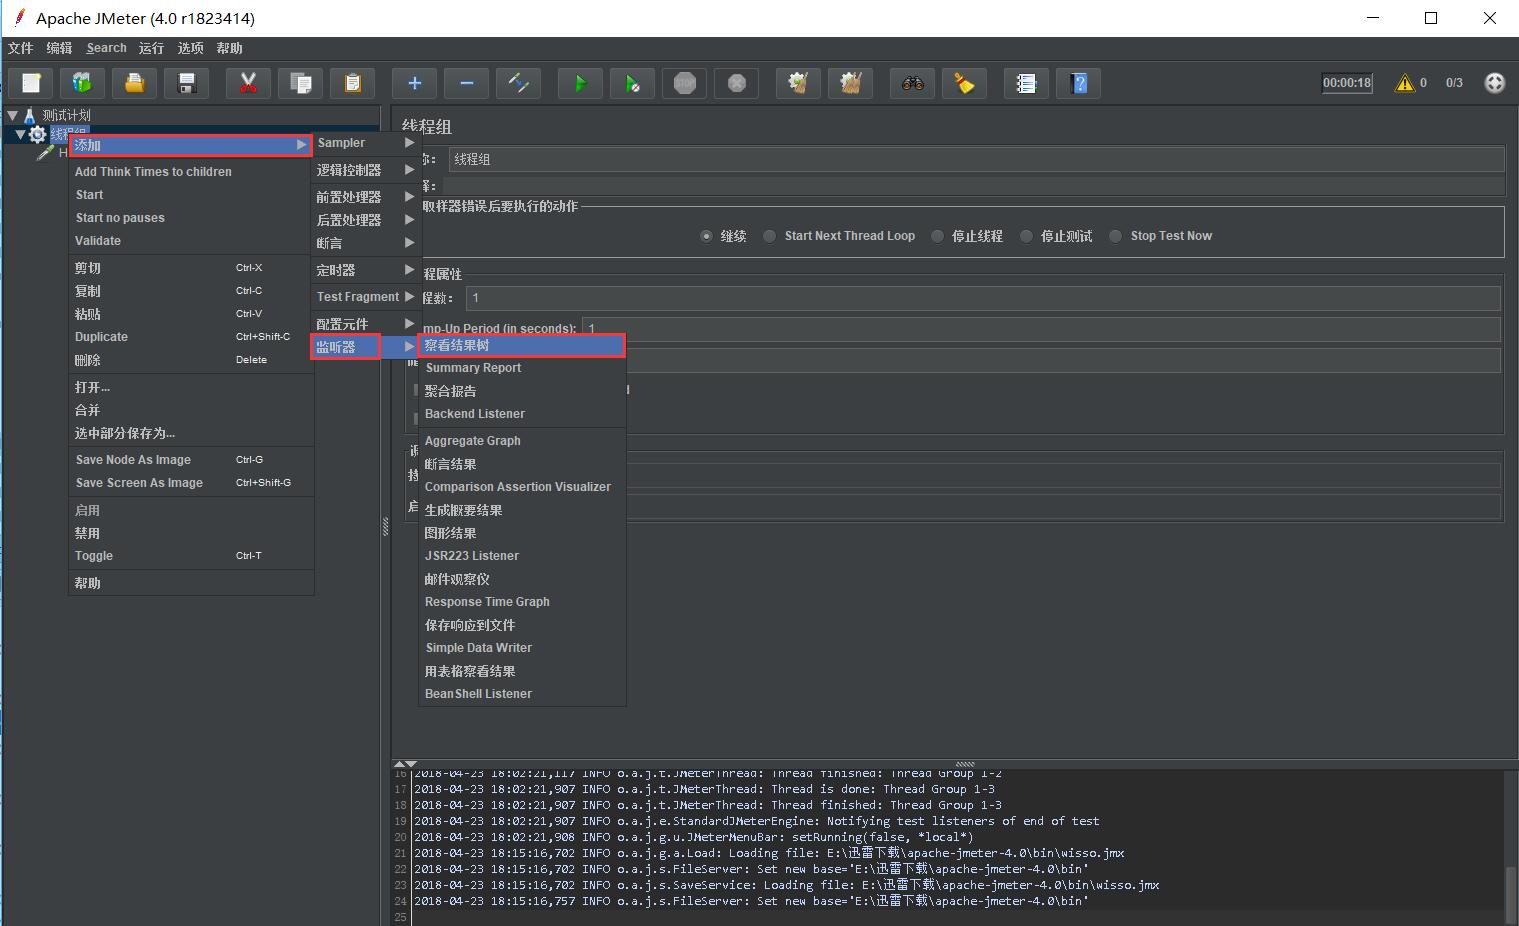 Apache JMeter (4.0 r1823414)
文件 编辑 Search 运行 选项 帮助
00:00:18 0 0/3
测试计划
线程组
H
添加
Add Think Times to children
Start
Start no pauses
Validate
剪切 Ctrl-X
复制 Ctrl-C
粘贴 Ctrl-V
Duplicate Ctrl+Shift-C
删除 Delete
打开...
合并
选中部分保存为...
Save Node As Image Ctrl-G
Save Screen As Image Ctrl+Shift-G
启用
禁用
Toggle Ctrl-T
帮助
Sampler
逻辑控制器
前置处理器
后置处理器
断言
定时器
Test Fragment
配置元件
监听器
察看结果树
Summary Report
聚合报告
Backend Listener
Aggregate Graph
断言结果
Comparison Assertion Visualizer
生成概要结果
图形结果
JSR223 Listener
邮件观察仪
Response Time Graph
保存响应到文件
Simple Data Writer
用表格察看结果
BeanShell Listener
线程组
称： 线程组
释：
取样器错误后要执行的动作
继续 Start Next Thread Loop 停止线程 停止测试 Stop Test Now
程属性
程数： 1
mp-Up Period (in seconds): 1
调
持
启
16 2018-04-23 18:02:21,117 INFO o.a.j.t.JMeterThread: Thread finished: Thread Group 1-2
17 2018-04-23 18:02:21,907 INFO o.a.j.t.JMeterThread: Thread is done: Thread Group 1-3
18 2018-04-23 18:02:21,907 INFO o.a.j.t.JMeterThread: Thread finished: Thread Group 1-3
19 2018-04-23 18:02:21,907 INFO o.a.j.e.StandardJMeterEngine: Notifying test listeners of end of test
20 2018-04-23 18:02:21,908 INFO o.a.j.g.u.JMeterMenuBar: setRunning(false, *local*)
21 2018-04-23 18:15:16,702 INFO o.a.j.g.a.Load: Loading file: E:\迅雷下载\apache-jmeter-4.0\bin\wisso.jmx
22 2018-04-23 18:15:16,702 INFO o.a.j.s.FileServer: Set new base='E:\迅雷下载\apache-jmeter-4.0\bin'
23 2018-04-23 18:15:16,702 INFO o.a.j.s.SaveService: Loading file: E:\迅雷下载\apache-jmeter-4.0\bin\wisso.jmx
24 2018-04-23 18:15:16,757 INFO o.a.j.s.FileServer: Set new base='E:\迅雷下载\apache-jmeter-4.0\bin'
25